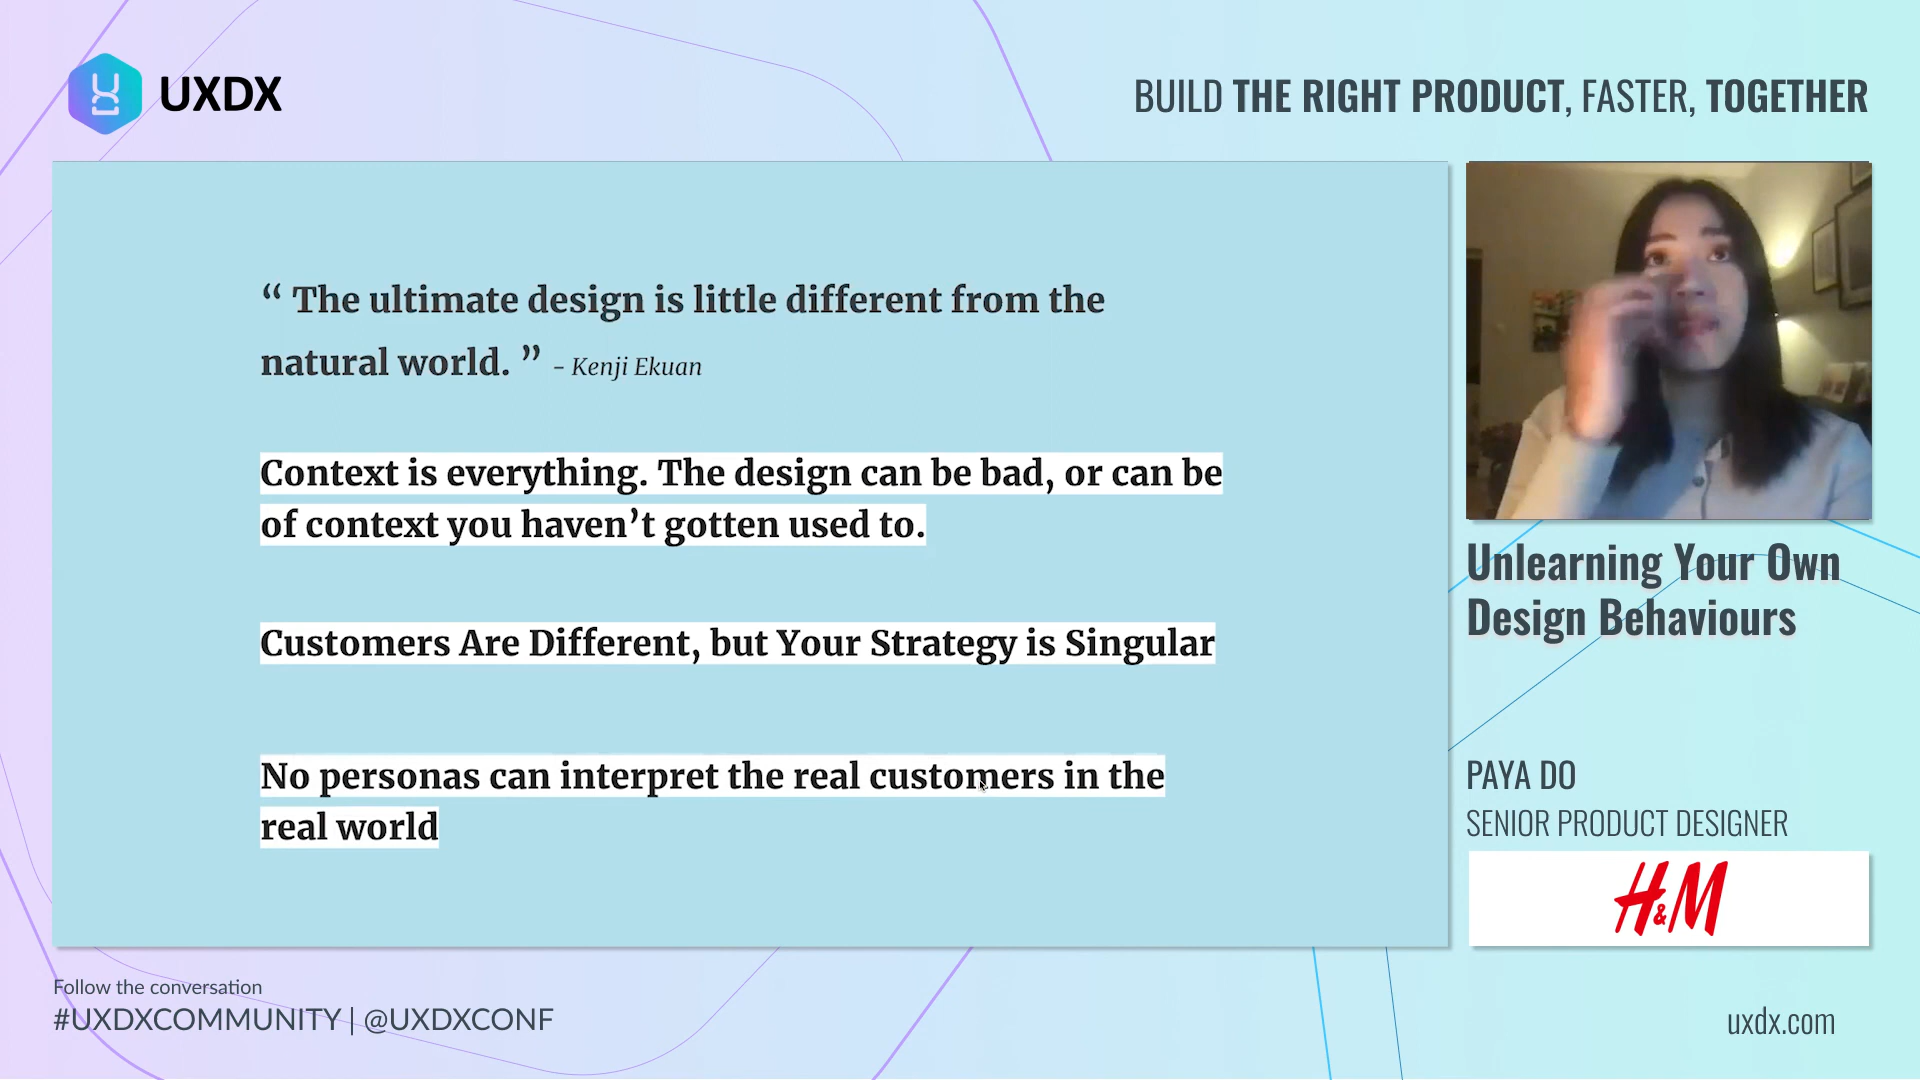 UXDX
BUILD THE RIGHT PRODUCT, FASTER, TOGETHER
“ The ultimate design is little different from the
natural world. ” – Kenji Ekuan
Context is everything. The design can be bad, or can be
of context you haven’t gotten used to.
Customers Are Different, but Your Strategy is Singular
No personas can interpret the real customers in the
real world
Unlearning Your Own
Design Behaviours
PAYA DO
SENIOR PRODUCT DESIGNER
H&M
Follow the conversation
#UXDXCOMMUNITY | @UXDXCONF
uxdx.com